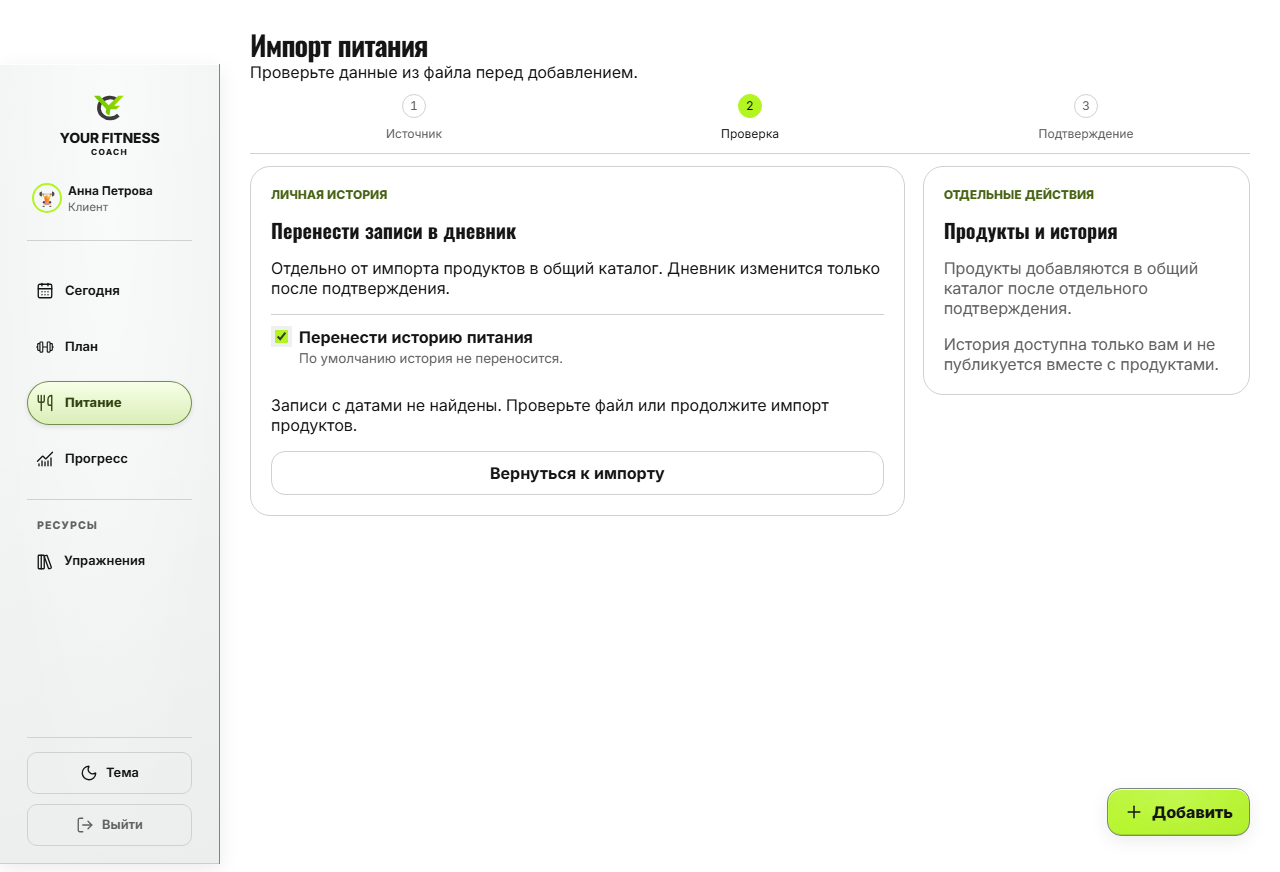 Импорт питания
Проверьте данные из файла перед добавлением.
1
Источник
2
Проверка
3
Подтверждение
YOUR FITNESS
COACH
Анна Петрова
Клиент
Сегодня
План
Питание
Прогресс
РЕСУРСЫ
Упражнения
Тема
Выйти
ЛИЧНАЯ ИСТОРИЯ
Перенести записи в дневник
Отдельно от импорта продуктов в общий каталог. Дневник изменится только
после подтверждения.
Перенести историю питания
По умолчанию история не переносится.
Записи с датами не найдены. Проверьте файл или продолжите импорт
продуктов.
Вернуться к импорту
ОТДЕЛЬНЫЕ ДЕЙСТВИЯ
Продукты и история
Продукты добавляются в общий
каталог после отдельного
подтверждения.
История доступна только вам и не
публикуется вместе с продуктами.
Добавить